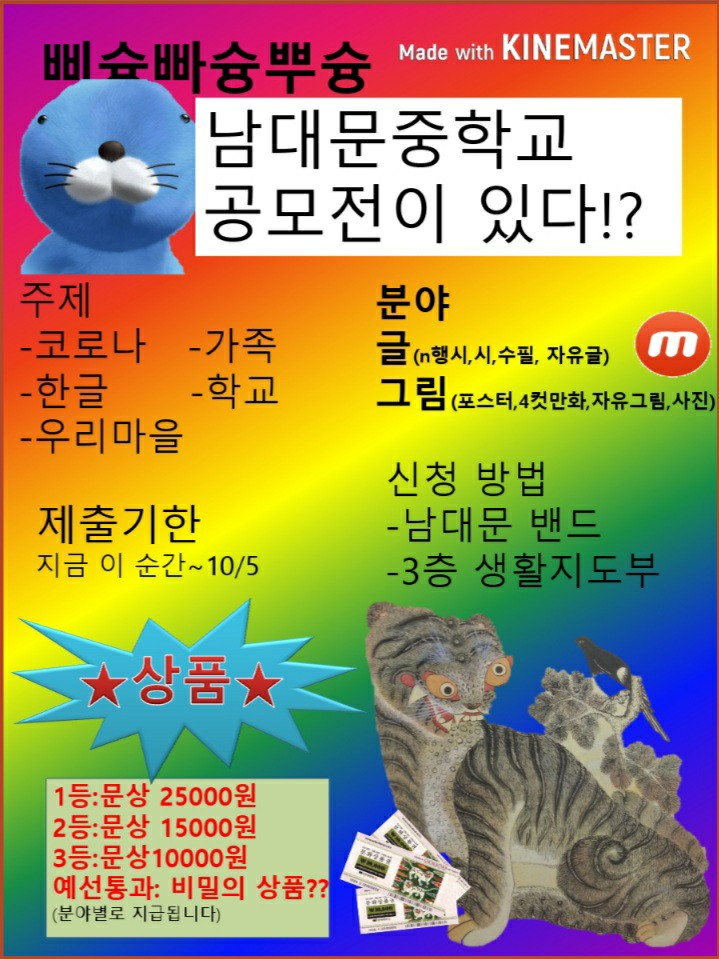 삐슝빠슝뿌슝
Made with KINEMASTER
남대문중학교
공모전이 있다!?
주제
-코로나 -가족
-한글 -학교
-우리마을
분야
글(n행시,시,수필, 자유글)
그림(포스터,4컷만화,자유그림,사진)
m
신청 방법
-남대문 밴드
-3층 생활지도부
제출기한
지금 이 순간~10/5
★상품★
1등:문상 25000원
2등:문상 15000원
3등:문상10000원
예선통과: 비밀의 상품??
(분야별로 지급됩니다)